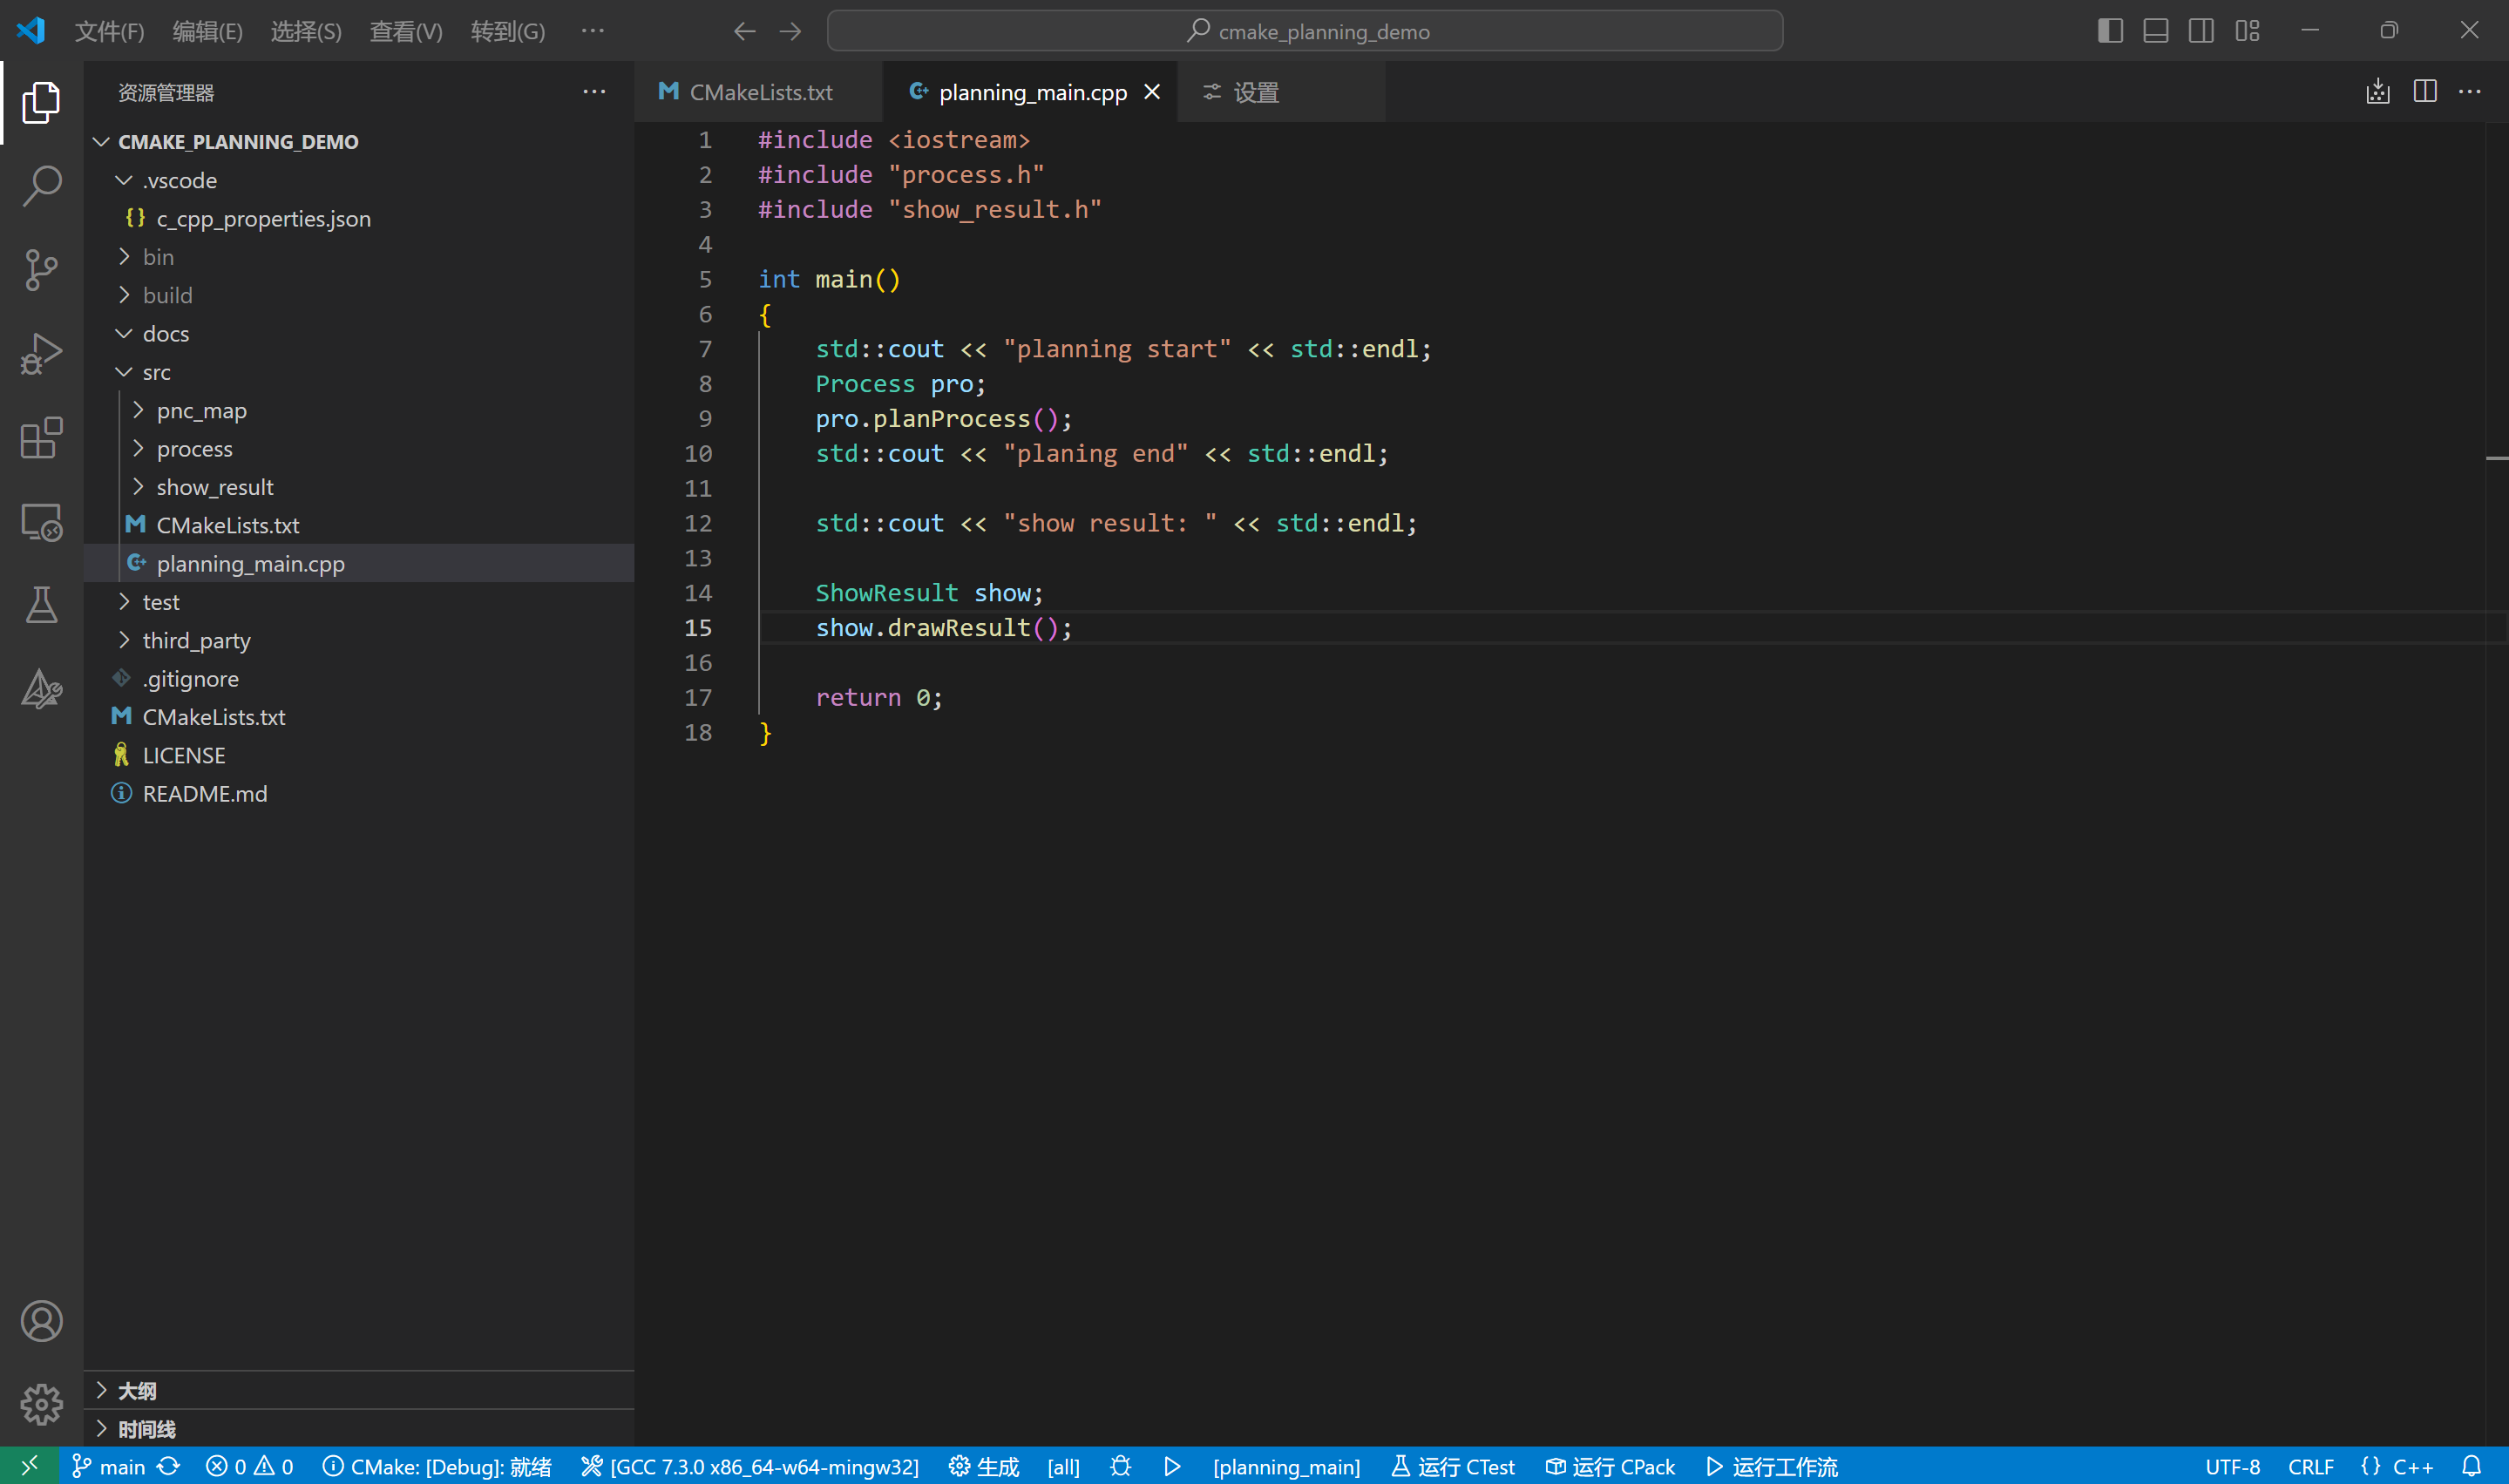 文件(F) 编辑(E) 选择(S) 查看(V) 转到(G) ··· cmake_planning_demo
资源管理器 ···
CMAKE_PLANNING_DEMO
.vscode
{} c_cpp_properties.json
bin
build
docs
src
pnc_map
process
show_result
CMakeLists.txt
planning_main.cpp
test
third_party
.gitignore
CMakeLists.txt
LICENSE
README.md
大纲
时间线
CMakeLists.txt planning_main.cpp 设置
1 #include <iostream>
2 #include "process.h"
3 #include "show_result.h"
4
5 int main()
6 {
7     std::cout << "planning start" << std::endl;
8     Process pro;
9     pro.planProcess();
10     std::cout << "planing end" << std::endl;
11
12     std::cout << "show result: " << std::endl;
13
14     ShowResult show;
15     show.drawResult();
16
17     return 0;
18 }
main 0 0 CMake: [Debug]: 就绪 [GCC 7.3.0 x86_64-w64-mingw32] 生成 [all] [planning_main] 运行 CTest 运行 CPack 运行工作流 UTF-8 CRLF {} C++